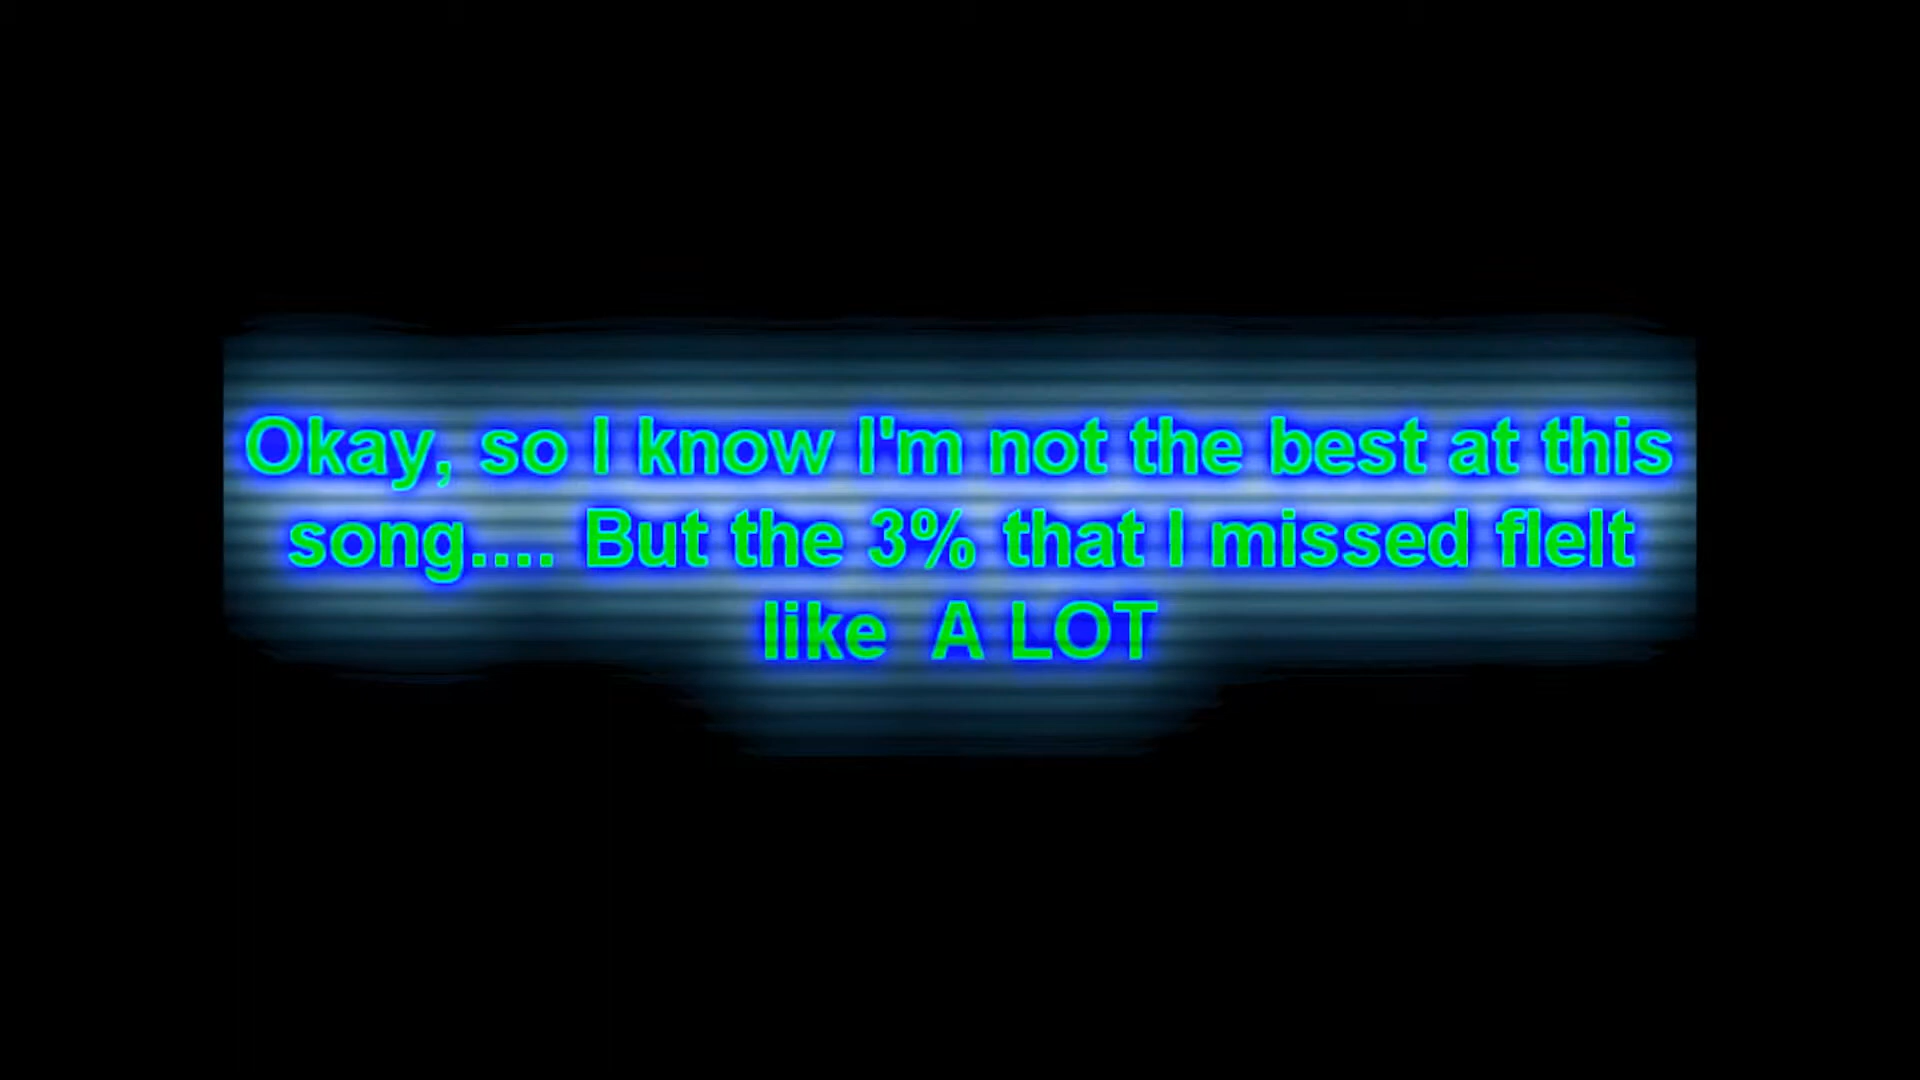 Okay, so I know I'm not the best at this
song.... But the 3% that I missed flelt
like  A LOT